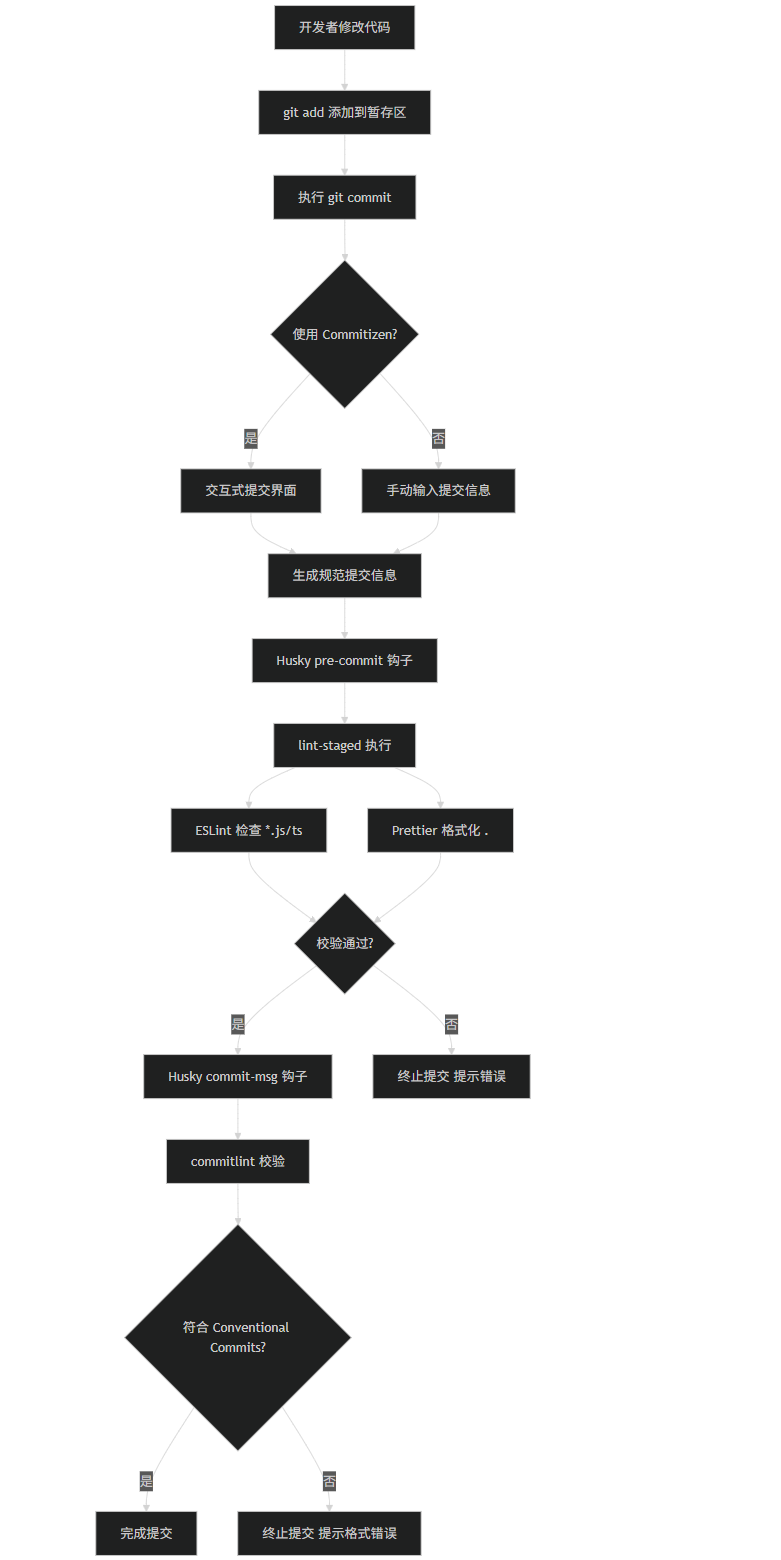 开发者修改代码
git add 添加到暂存区
执行 git commit
使用 Commitizen?
是
否
交互式提交界面
手动输入提交信息
生成规范提交信息
Husky pre-commit 钩子
lint-staged 执行
ESLint 检查 *.js/ts
Prettier 格式化 .
校验通过?
是
否
Husky commit-msg 钩子
终止提交 提示错误
commitlint 校验
符合 Conventional
Commits?
是
否
完成提交
终止提交 提示格式错误